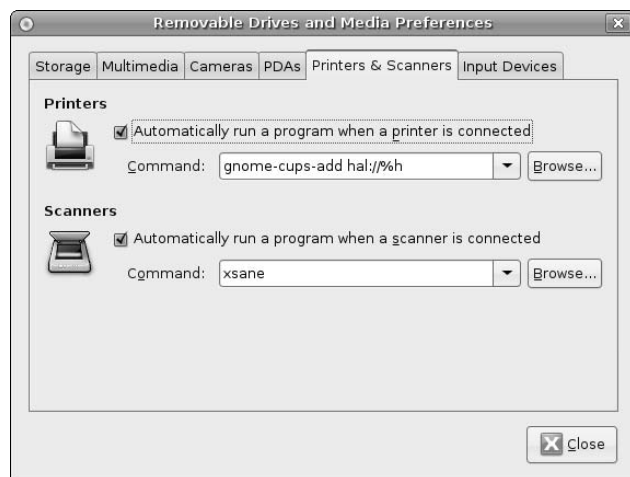 Removable Drives and Media Preferences
Storage Multimedia Cameras PDAs Printers & Scanners Input Devices
Printers
Automatically run a program when a printer is connected
Command: gnome-cups-add hal://%h Browse...
Scanners
Automatically run a program when a scanner is connected
Command: xsane Browse...
Close